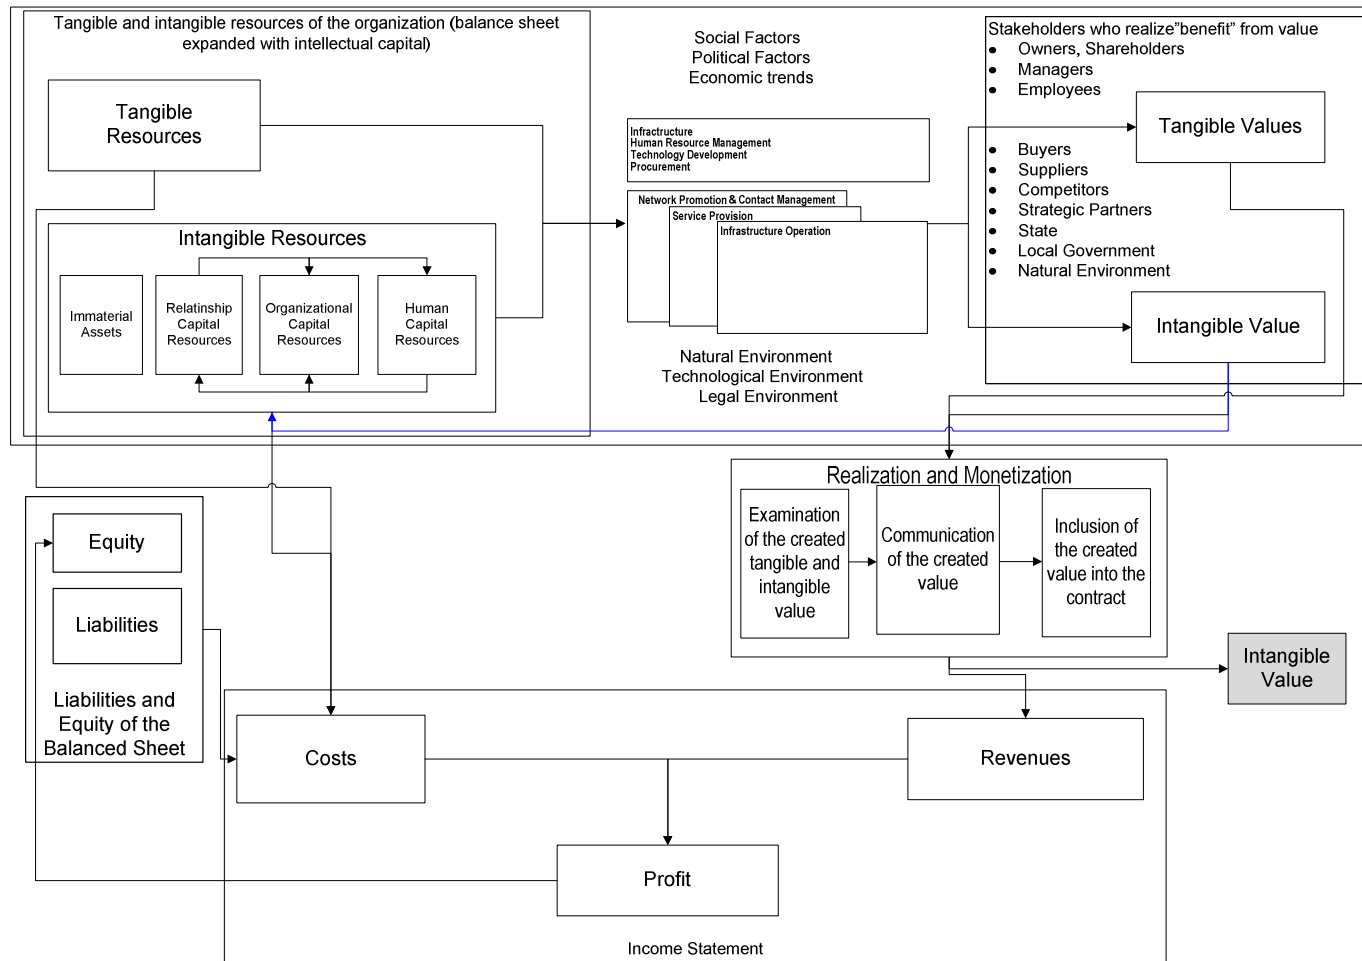 Tangible and intangible resources of the organization (balance sheet
expanded with intellectual capital)
Tangible
Resources
Intangible Resources
Immaterial
Assets
Relatinship
Capital
Resources
Organizational
Capital
Resources
Human
Capital
Resources
Social Factors
Political Factors
Economic trends
Infractructure
Human Resource Management
Technology Development
Procurement
Network Promotion & Contact Management
Service Provision
Infrastructure Operation
Natural Environment
Technological Environment
Legal Environment
Stakeholders who realize"benefit" from value
● Owners, Shareholders
● Managers
● Employees
● Buyers
● Suppliers
● Competitors
● Strategic Partners
● State
● Local Government
● Natural Environment
Tangible Values
Intangible Value
Realization and Monetization
Examination
of the created
tangible and
intangible
value
Communication
of the created
value
Inclusion of
the created
value into the
contract
Intangible
Value
Equity
Liabilities
Liabilities and
Equity of the
Balanced Sheet
Costs
Revenues
Profit
Income Statement